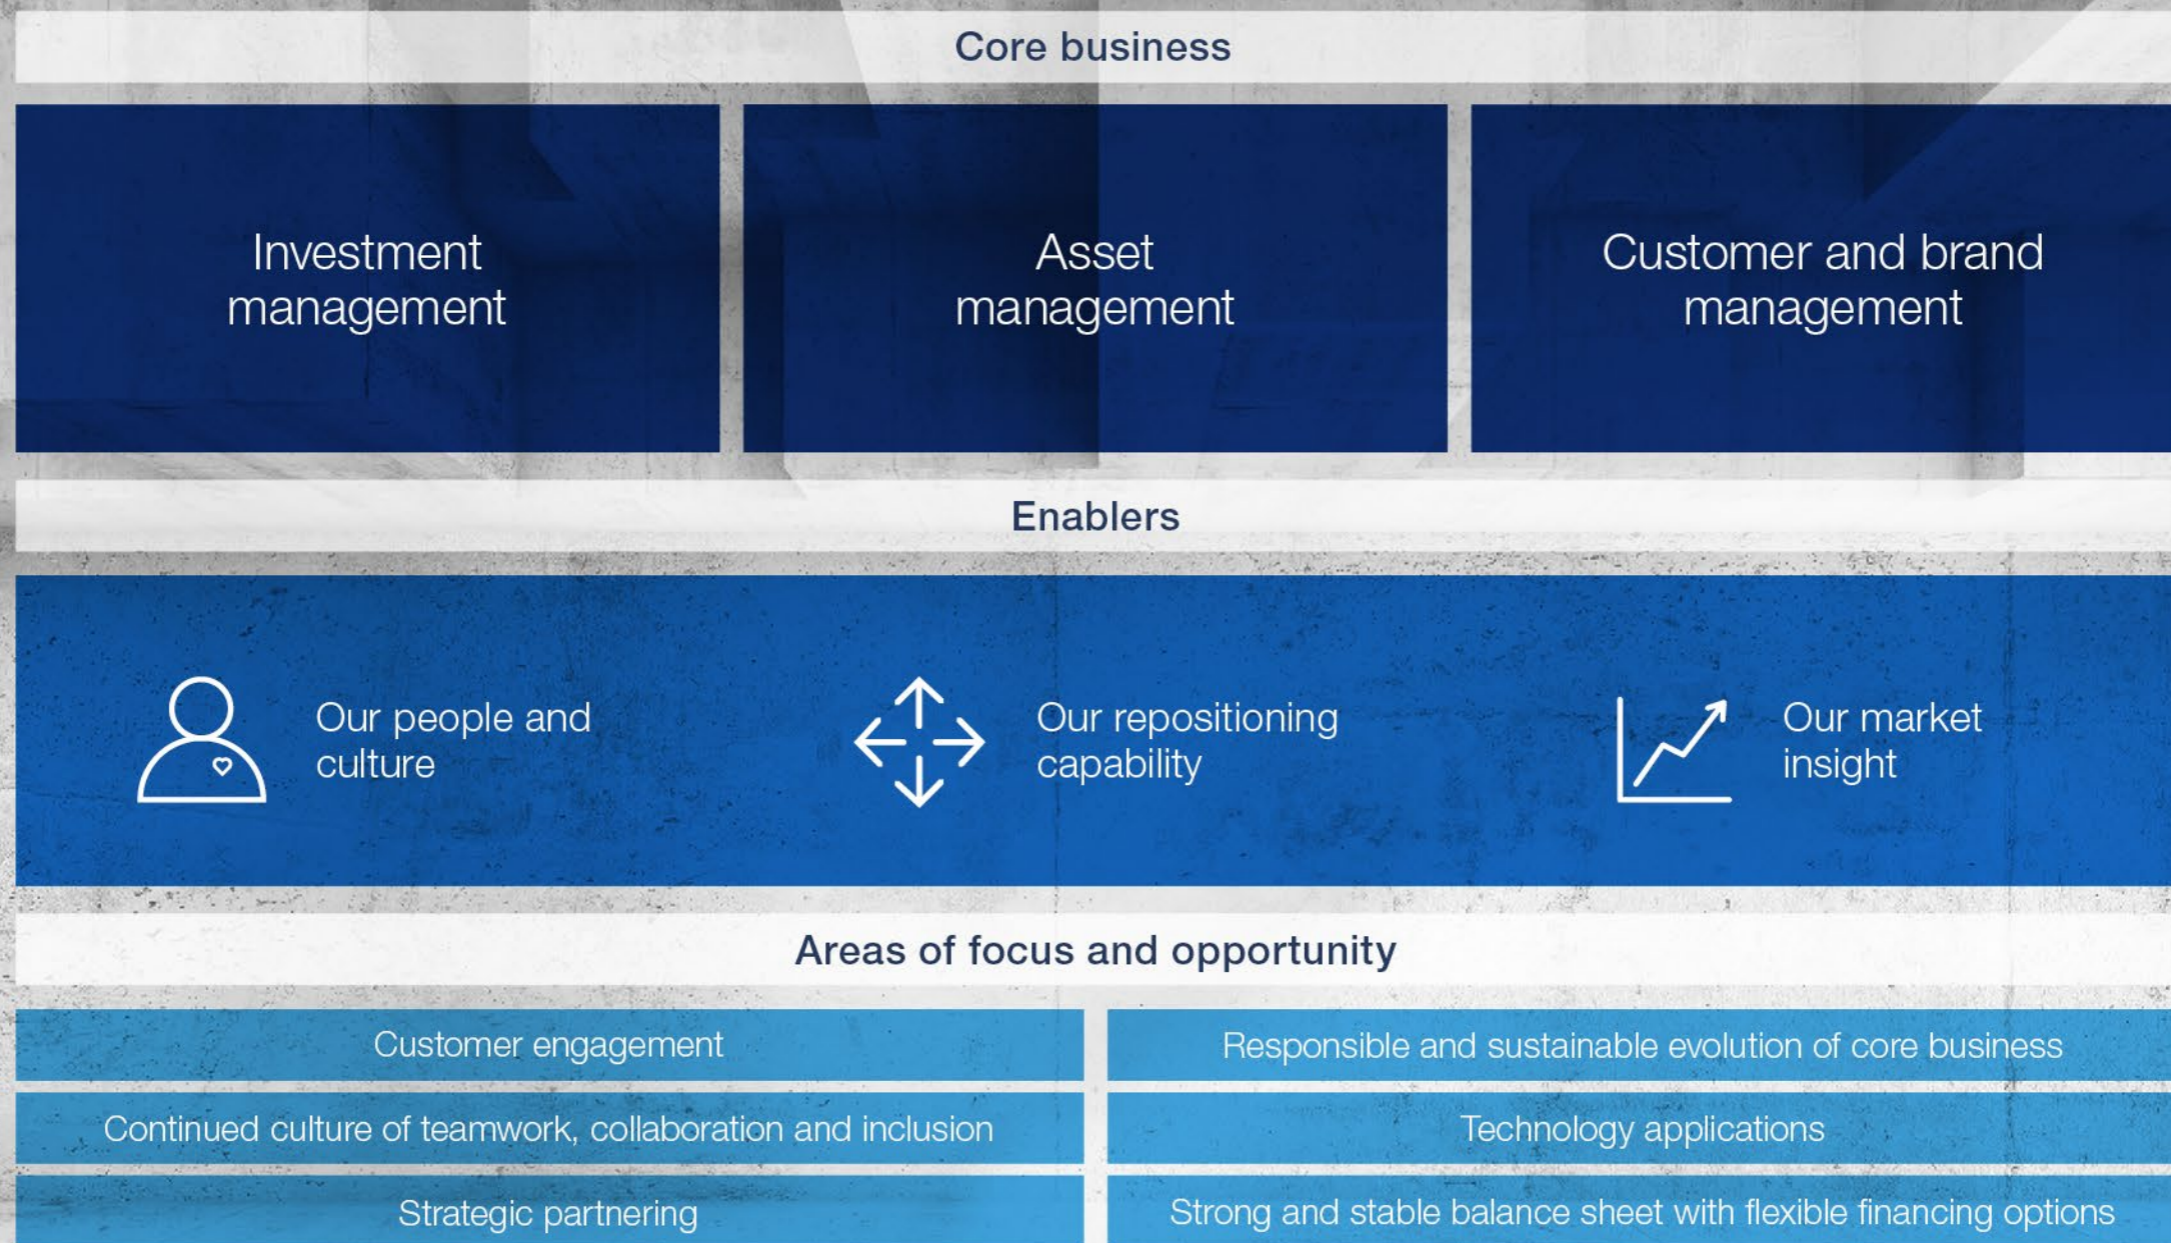 Core business
Investment
management
Asset
management
Customer and brand
management
Enablers
Our people and
culture
Our repositioning
capability
Our market
insight
Areas of focus and opportunity
Customer engagement
Responsible and sustainable evolution of core business
Continued culture of teamwork, collaboration and inclusion
Technology applications
Strategic partnering
Strong and stable balance sheet with flexible financing options